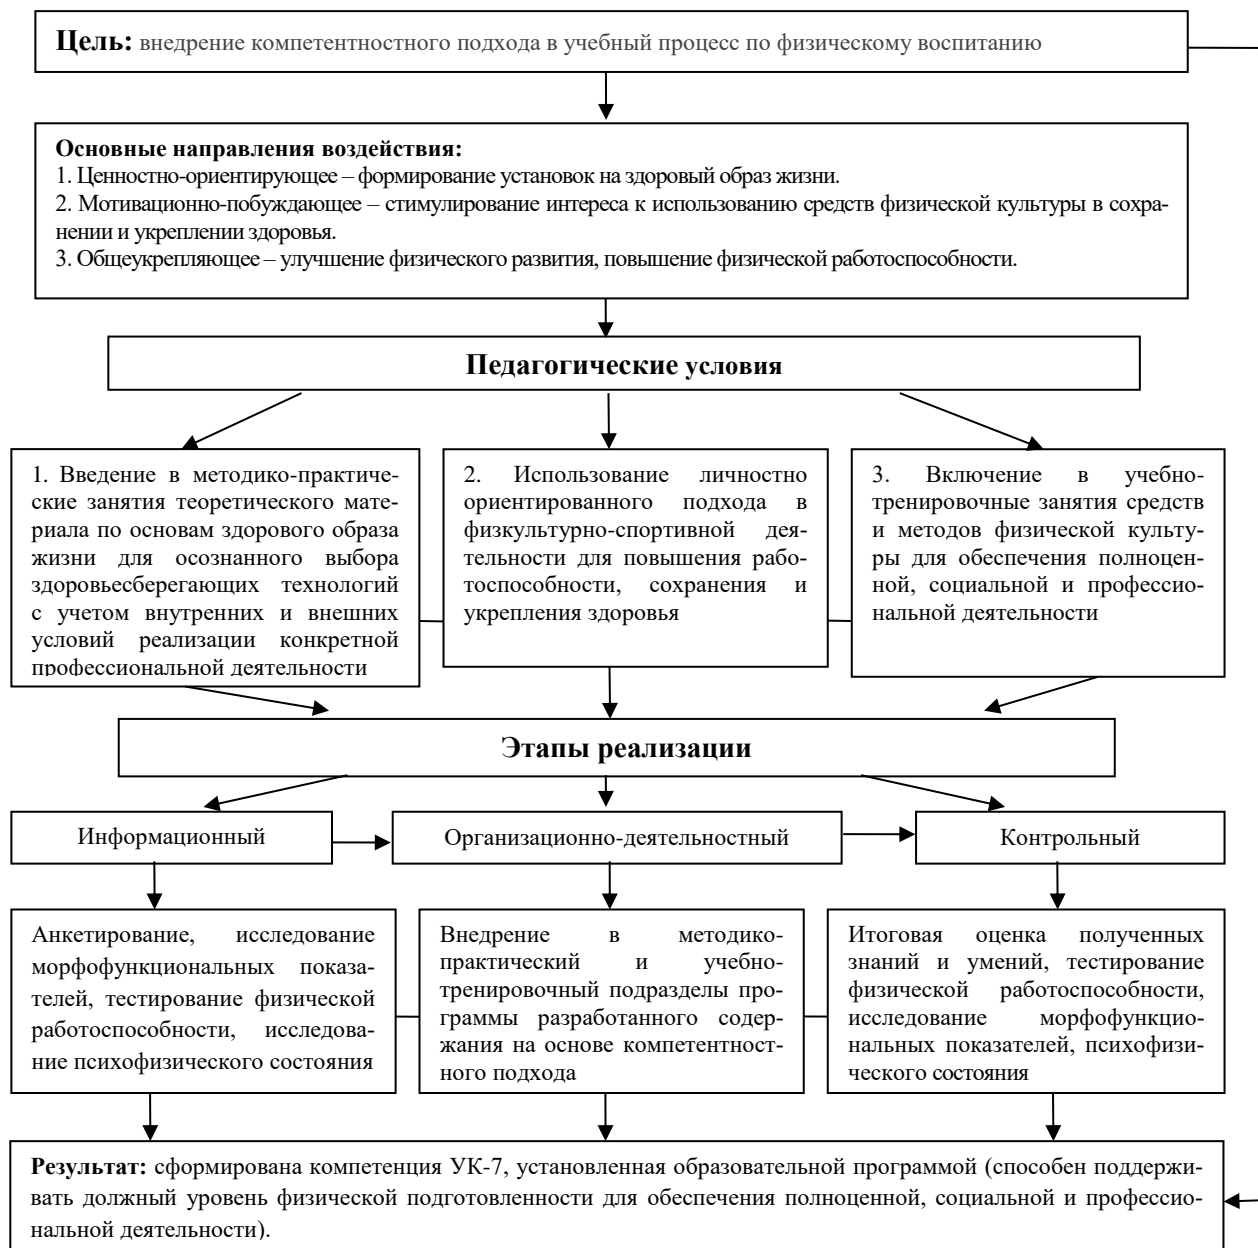 Цель: внедрение компетентностного подхода в учебный процесс по физическому воспитанию
Основные направления воздействия:
1. Ценностно-ориентирующее – формирование установок на здоровый образ жизни.
2. Мотивационно-побуждающее – стимулирование интереса к использованию средств физической культуры в сохра-
нении и укреплении здоровья.
3. Общеукрепляющее – улучшение физического развития, повышение физической работоспособности.
Педагогические условия
1. Введение в методико-практиче-
ские занятия теоретического мате-
риала по основам здорового образа
жизни для осознанного выбора
здоровьесберегающих технологий
с учетом внутренних и внешних
условий реализации конкретной
профессиональной деятельности
2. Использование личностно
ориентированного подхода в
физкультурно-спортивной дея-
тельности для повышения рабо-
тоспособности, сохранения и
укрепления здоровья
3. Включение в учебно-
тренировочные занятия средств
и методов физической культу-
ры для обеспечения полноцен-
ной, социальной и профессио-
нальной деятельности
Этапы реализации
Информационный
Организационно-деятельностный
Контрольный
Анкетирование, исследование
морфофункциональных показа-
телей, тестирование физической
работоспособности, исследова-
ние психофизического состояния
Внедрение в методико-
практический и учебно-
тренировочный подразделы про-
граммы разработанного содер-
жания на основе компетентност-
ного подхода
Итоговая оценка полученных
знаний и умений, тестирование
физической работоспособности,
исследование морфофункцио-
нальных показателей, психофизи-
ческого состояния
Результат: сформирована компетенция УК-7, установленная образовательной программой (способен поддержи-
вать должный уровень физической подготовленности для обеспечения полноценной, социальной и профессио-
нальной деятельности).